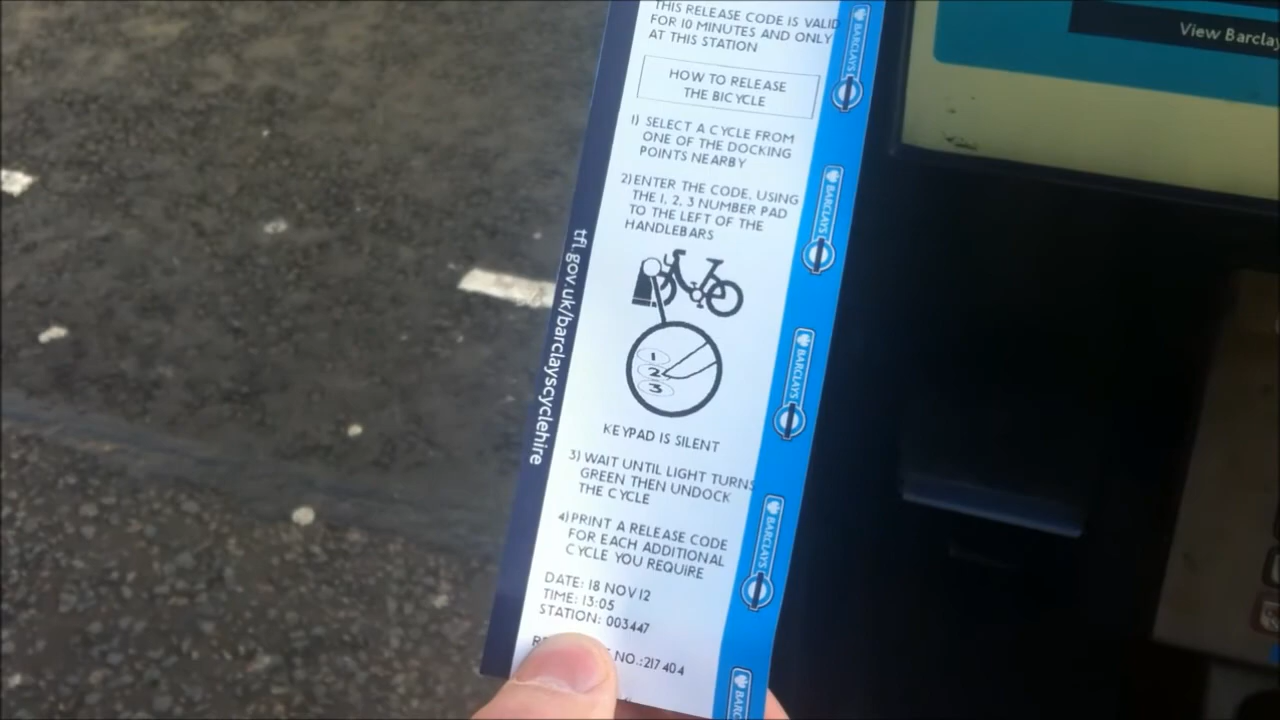 THIS RELEASE CODE IS VALID
FOR 10 MINUTES AND ONLY
AT THIS STATION
HOW TO RELEASE
THE BICYCLE
1) SELECT A CYCLE FROM
ONE OF THE DOCKING
POINTS NEARBY
2) ENTER THE CODE, USING
THE 1, 2, 3 NUMBER PAD
TO THE LEFT OF THE
HANDLEBARS
1
2
3
KEYPAD IS SILENT
3) WAIT UNTIL LIGHT TURNS
GREEN THEN UNDOCK
THE CYCLE
4) PRINT A RELEASE CODE
FOR EACH ADDITIONAL
CYCLE YOU REQUIRE
DATE: 18 NOV 12
TIME: 13:05
STATION: 003447
NO.:217404
tfl.gov.uk/barclayscyclehire
BARCLAYS
BARCLAYS
BARCLAYS
BARCLAYS
View